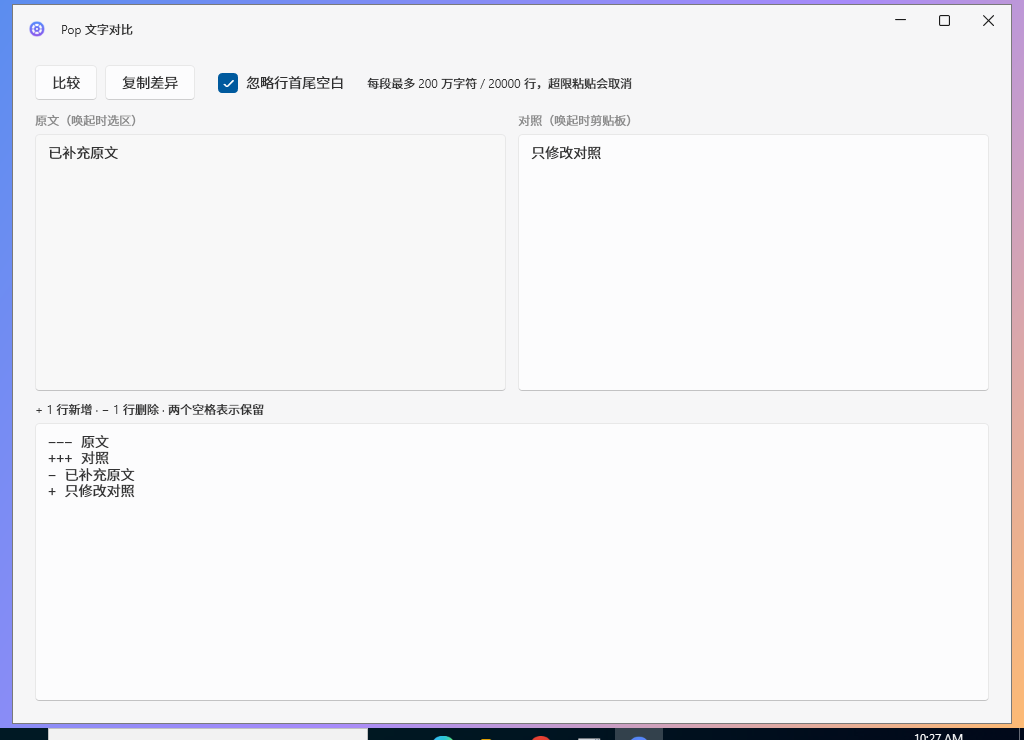 Pop 文字对比
比较
复制差异
忽略行首尾空白
每段最多 200 万字符 / 20000 行，超限粘贴会取消
原文（唤起时选区）
对照（唤起时剪贴板）
已补充原文
只修改对照
+ 1 行新增 · − 1 行删除 · 两个空格表示保留
--- 原文
+++ 对照
- 已补充原文
+ 只修改对照
10:27 AM